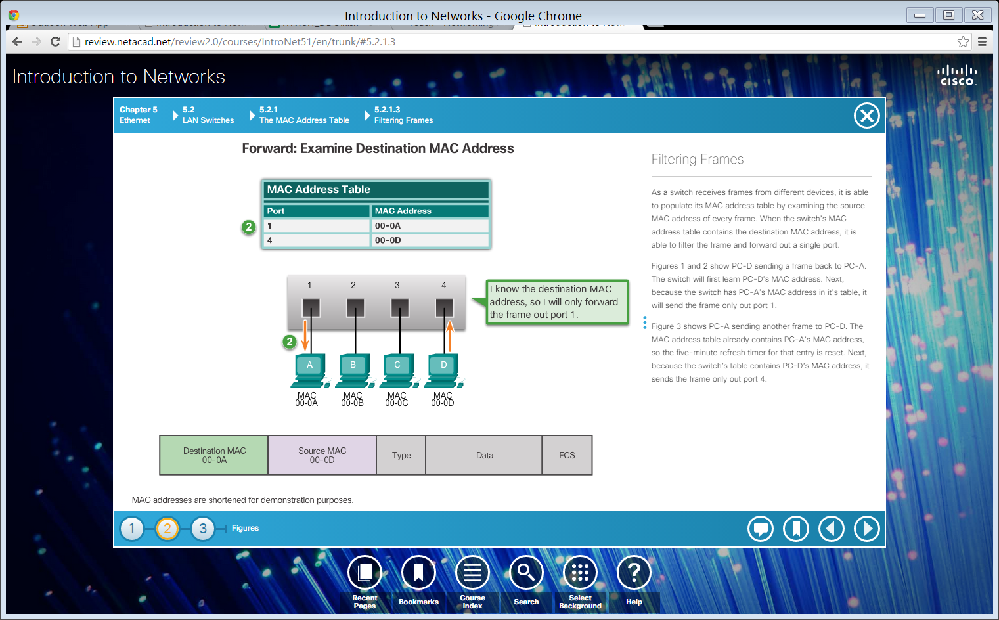 Introduction to Networks - Google Chrome
review.netacad.net/review2.0/courses/IntroNet51/en/trunk/#5.2.1.3
Introduction to Networks
CISCO
Chapter 5
Ethernet
5.2
LAN Switches
5.2.1
The MAC Address Table
5.2.1.3
Filtering Frames
Forward: Examine Destination MAC Address
MAC Address Table
Port MAC Address
2
1 00-0A
4 00-0D
1 2 3 4
I know the destination MAC
address, so I will only forward
the frame out port 1.
2
A B C D
MAC MAC MAC MAC
00-0A 00-0B 00-0C 00-0D
Destination MAC
00-0A
Source MAC
00-0D
Type
Data
FCS
MAC addresses are shortened for demonstration purposes.
Filtering Frames
As a switch receives frames from different devices, it is able
to populate its MAC address table by examining the source
MAC address of every frame. When the switch's MAC
address table contains the destination MAC address, it is
able to filter the frame and forward out a single port.
Figures 1 and 2 show PC-D sending a frame back to PC-A.
The switch will first learn PC-D's MAC address. Next,
because the switch has PC-A's MAC address in it's table, it
will send the frame only out port 1.
Figure 3 shows PC-A sending another frame to PC-D. The
MAC address table already contains PC-A's MAC address,
so the five-minute refresh timer for that entry is reset. Next,
because the switch's table contains PC-D's MAC address, it
sends the frame only out port 4.
1 2 3 Figures
Recent
Pages
Bookmarks
Course
Index
Search
Select
Background
?
Help